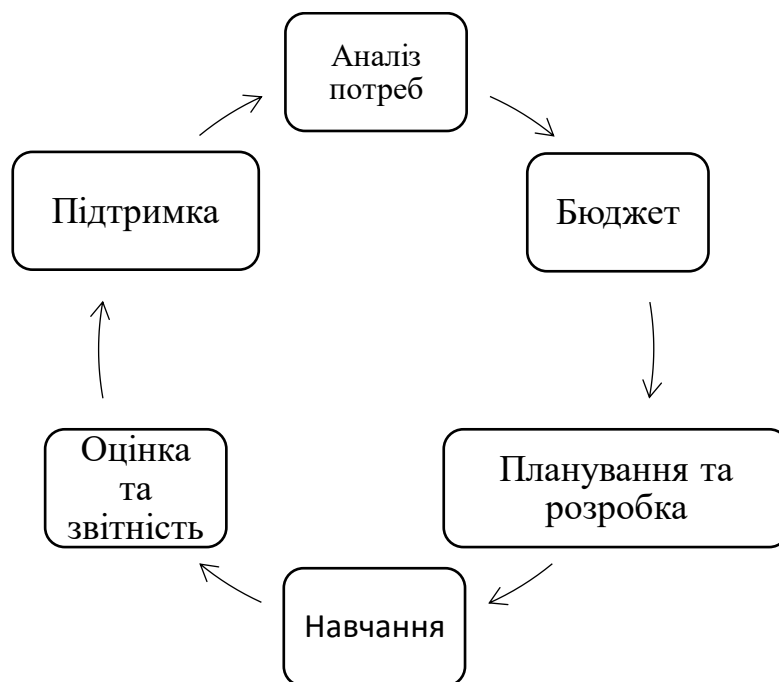 Аналіз
потреб
Бюджет
Планування та
розробка
Навчання
Оцінка
та
звітність
Підтримка